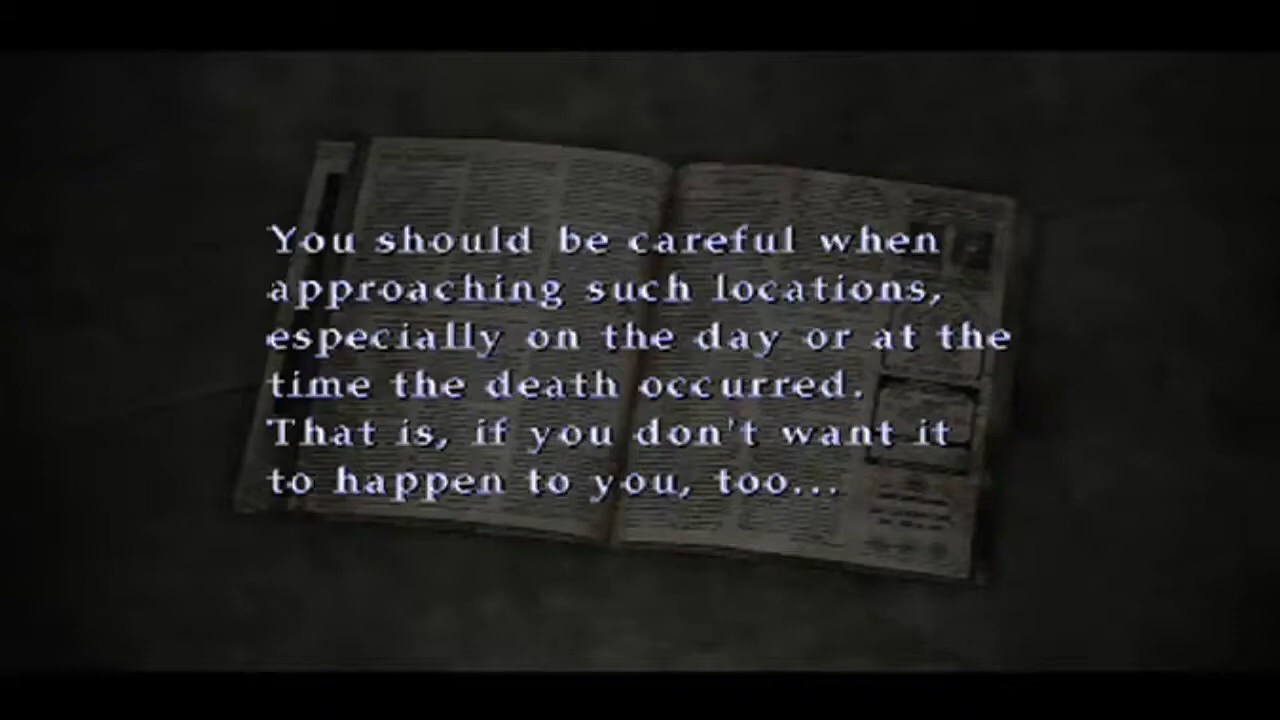 You should be careful when
approaching such locations,
especially on the day or at the
time the death occurred.
That is, if you don't want it
to happen to you, too...